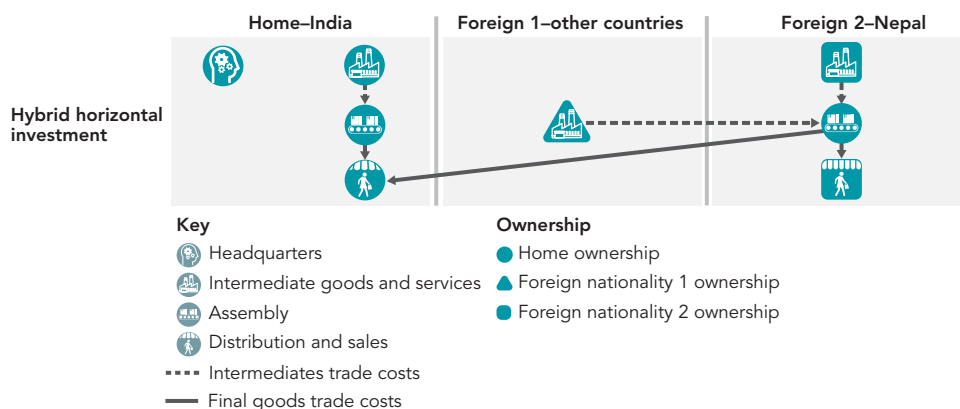 Home–India
Foreign 1–other countries
Foreign 2–Nepal
Hybrid horizontal
investment
Key
Headquarters
Intermediate goods and services
Assembly
Distribution and sales
Intermediates trade costs
Final goods trade costs
Ownership
Home ownership
Foreign nationality 1 ownership
Foreign nationality 2 ownership